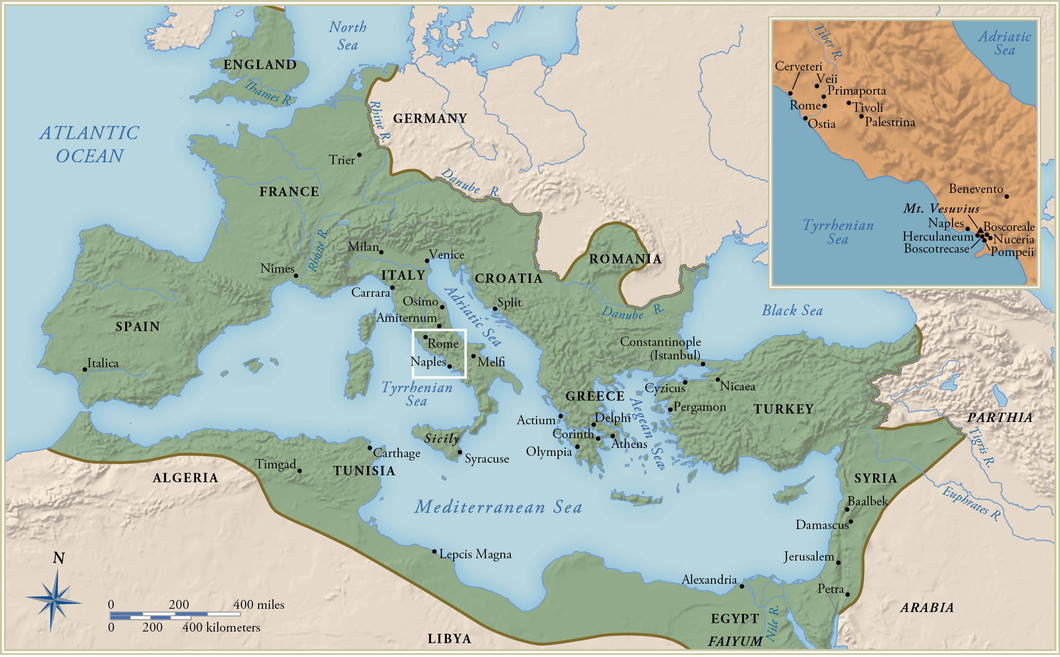 North
Sea
ENGLAND
Thames R.
ATLANTIC
OCEAN
Rhine R.
GERMANY
Trier
FRANCE
Danube R.
Rhone R.
Milan
Venice
Nîmes
ITALY
CROATIA
ROMANIA
Carrara
Osimo
Adriatic Sea
Split
Danube R.
Black Sea
Amiternum
SPAIN
Rome
Naples
Melfi
Constantinople
(Istanbul)
Italica
Tyrrhenian
Sea
Cyzicus
Nicaea
GREECE
Aegean Sea
Pergamon
TURKEY
Actium
Delphi
Corinth
Athens
Olympia
PARTHIA
Tigris R.
Sicily
Syracuse
Carthage
Timgad
TUNISIA
ALGERIA
SYRIA
Euphrates R.
Mediterranean Sea
Baalbek
Damascus
Lepcis Magna
Jerusalem
Alexandria
Petra
N
0 200 400 miles
0 200 400 kilometers
LIBYA
EGYPT
FAIYUM
Nile R.
ARABIA
Tiber R.
Adriatic
Sea
Cerveteri
Veii
Primaporta
Rome
Tivoli
Ostia
Palestrina
Benevento
Tyrrhenian
Sea
Mt. Vesuvius
Naples
Boscoreale
Herculaneum
Nuceria
Boscotrecase
Pompeii